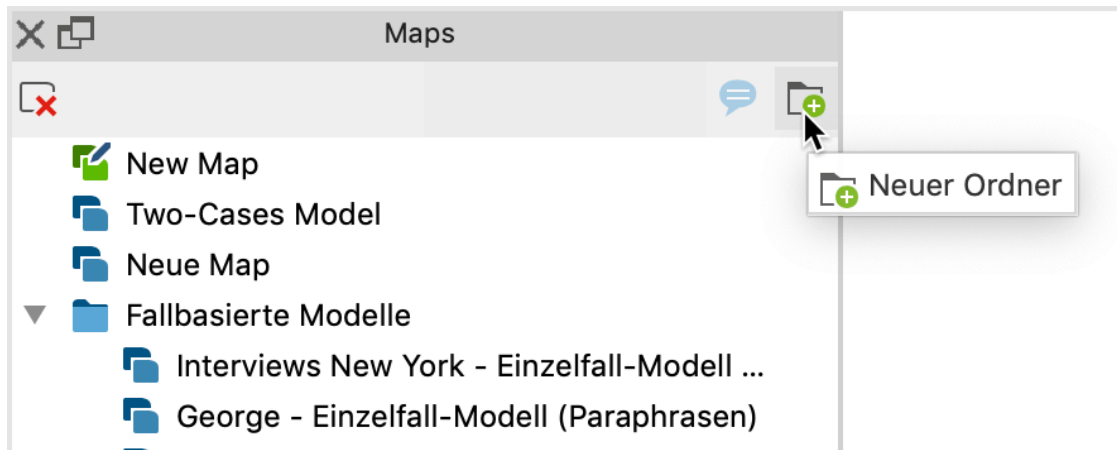 Maps
Neuer Ordner
New Map
Two-Cases Model
Neue Map
Fallbasierte Modelle
Interviews New York - Einzelfall-Modell ...
George - Einzelfall-Modell (Paraphrasen)